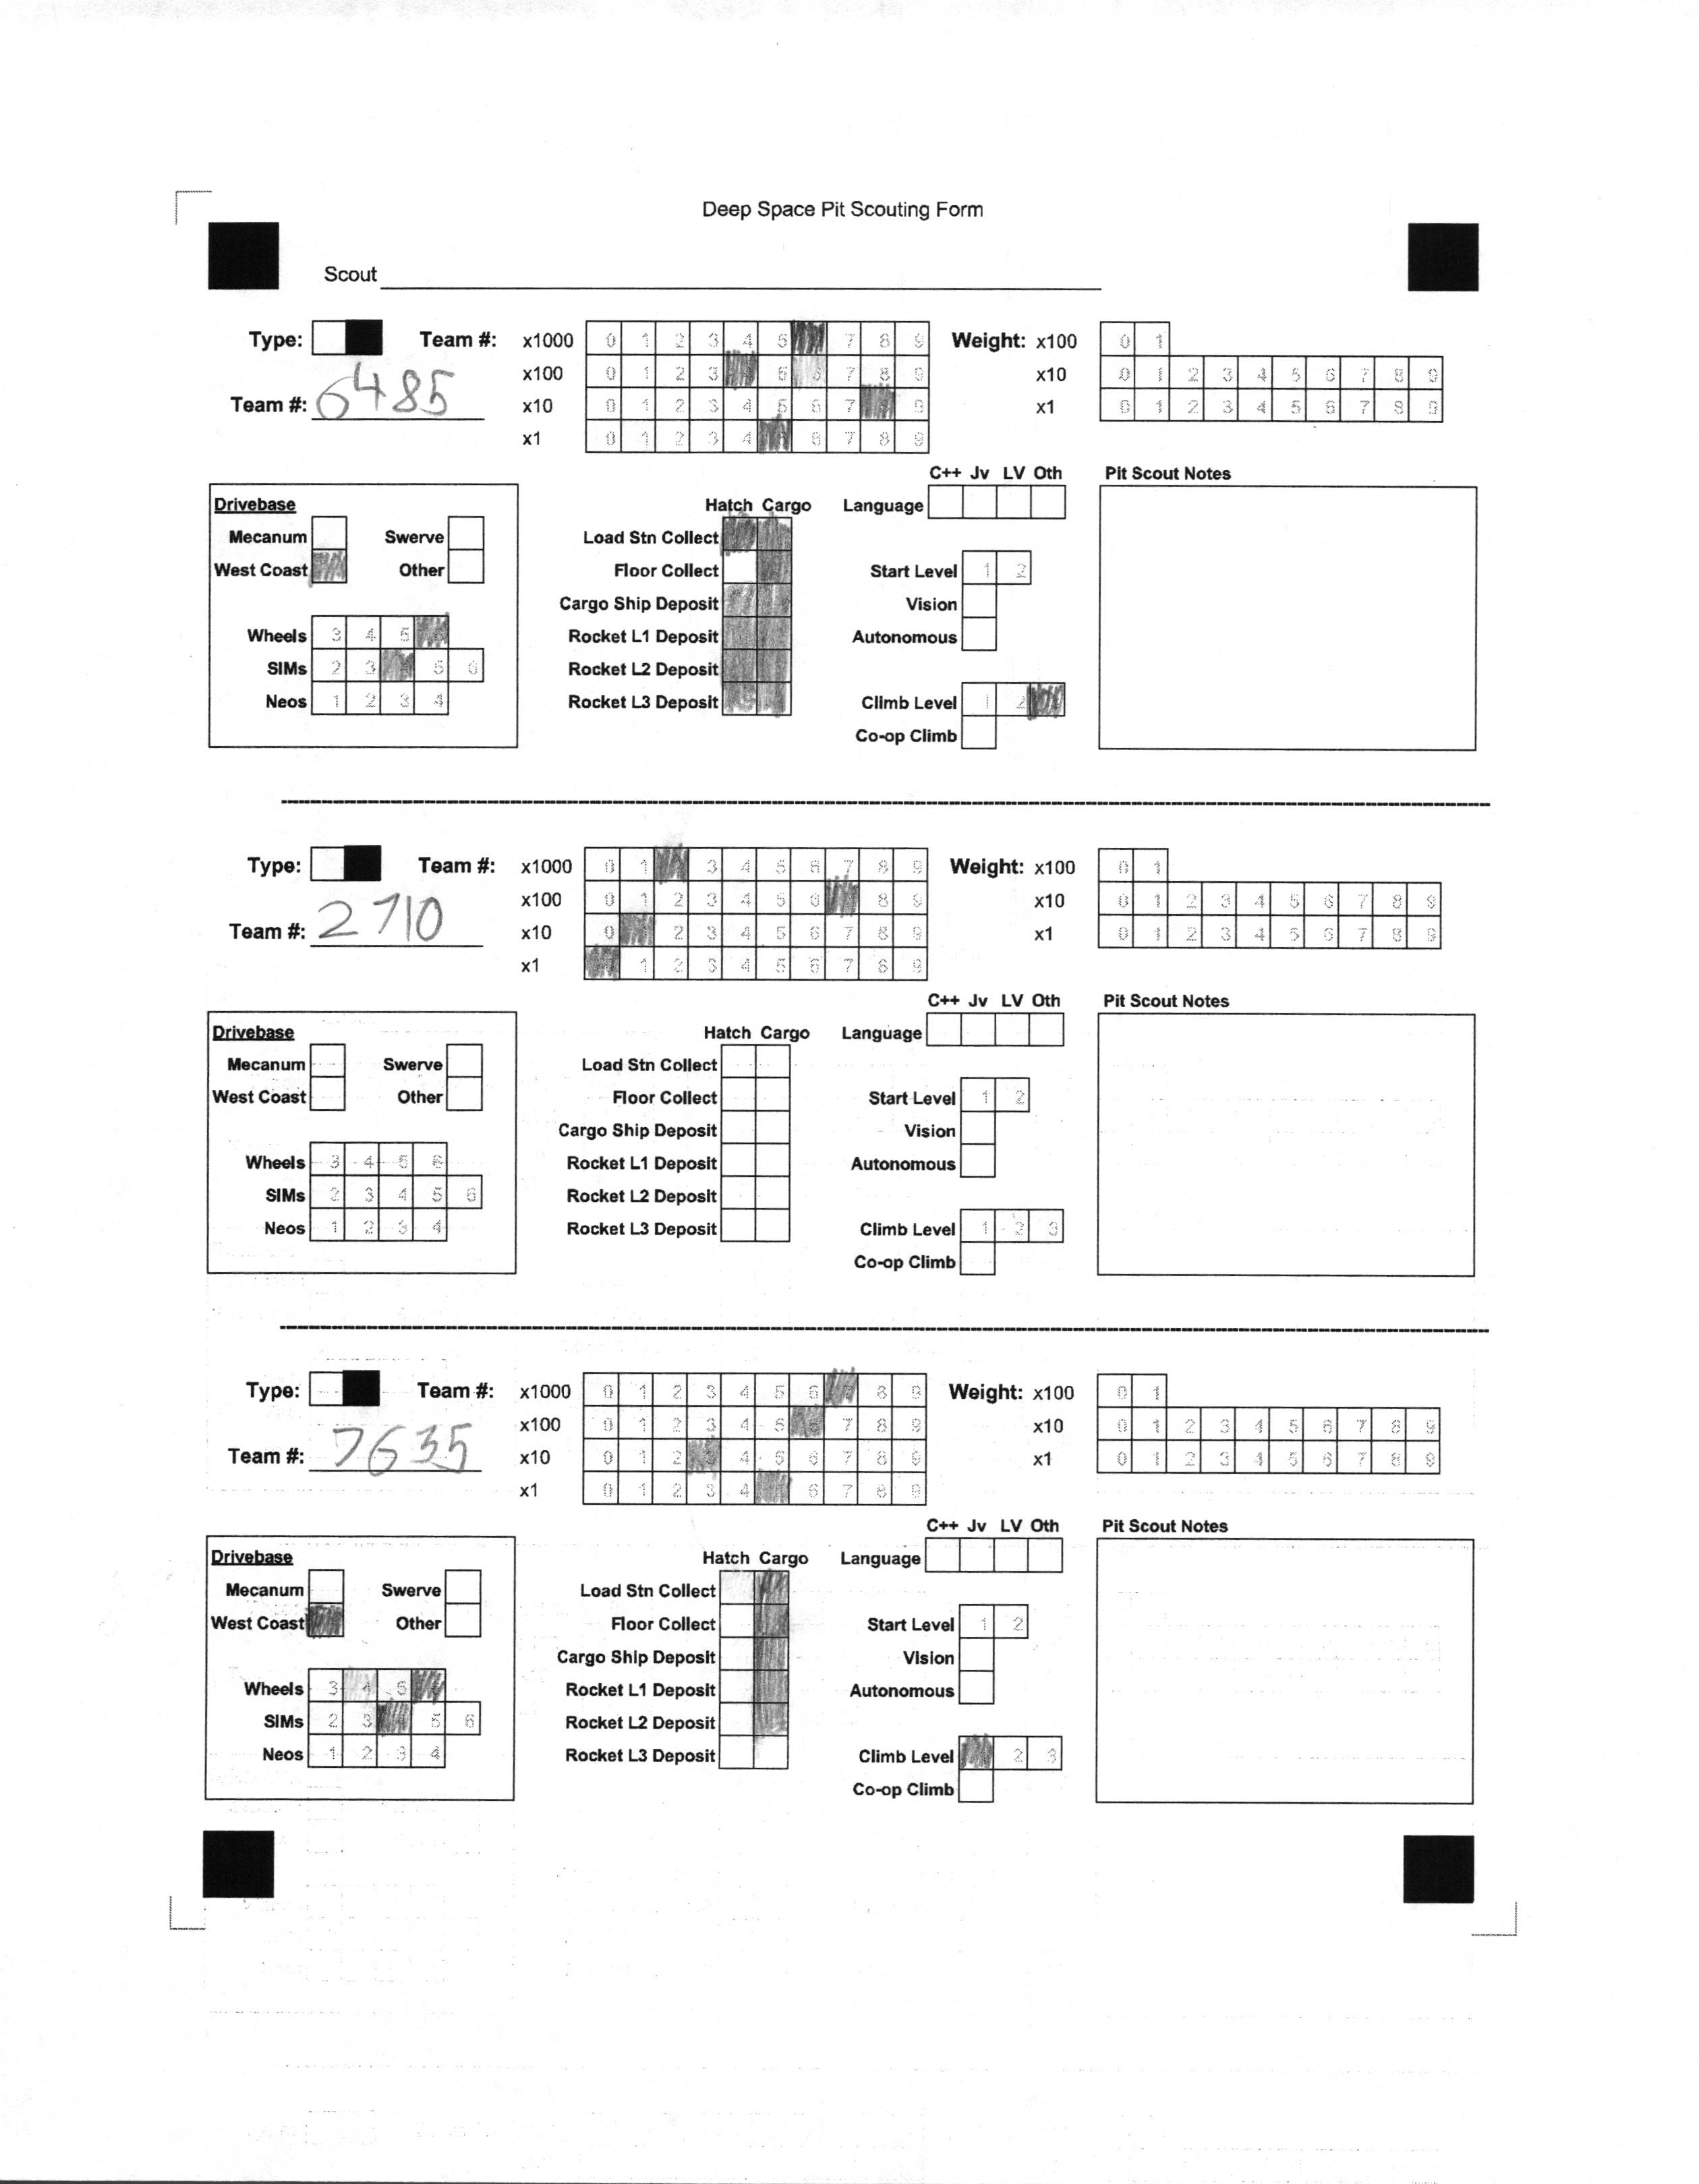 Deep Space Pit Scouting Form
Scout
Type: Team #: x1000 0 1 2 3 4 5 7 8 9 Weight: x100 0 1
x100 0 1 2 3 5 6 7 8 9 x10 0 1 2 3 4 5 6 7 8 9
Team #: 6485 x10 0 1 2 3 4 5 6 7 9 x1 0 1 2 3 4 5 6 7 8 9
x1 0 1 2 3 4 6 7 8 9
C++ Jv LV Oth Pit Scout Notes
Drivebase Hatch Cargo Language
Mecanum Swerve Load Stn Collect
West Coast Other Floor Collect Start Level 1 2
Cargo Ship Deposit Vision
Wheels 3 4 5 Rocket L1 Deposit Autonomous
SIMs 2 3 5 6 Rocket L2 Deposit
Neos 1 2 3 4 Rocket L3 Deposit Climb Level 1 2
Co-op Climb
Type: Team #: x1000 0 1 3 4 5 6 7 8 9 Weight: x100 0 1
x100 0 1 2 3 4 5 6 8 9 x10 0 1 2 3 4 5 6 7 8 9
Team #: 2710 x10 0 2 3 4 5 6 7 8 9 x1 0 1 2 3 4 5 6 7 8 9
x1 1 2 3 4 5 6 7 8 9
C++ Jv LV Oth Pit Scout Notes
Drivebase Hatch Cargo Language
Mecanum Swerve Load Stn Collect
West Coast Other Floor Collect Start Level 1 2
Cargo Ship Deposit Vision
Wheels 3 4 5 6 Rocket L1 Deposit Autonomous
SIMs 2 3 4 5 6 Rocket L2 Deposit
Neos 1 2 3 4 Rocket L3 Deposit Climb Level 1 2 3
Co-op Climb
Type: Team #: x1000 0 1 2 3 4 5 6 8 9 Weight: x100 0 1
x100 0 1 2 3 4 5 7 8 9 x10 0 1 2 3 4 5 6 7 8 9
Team #: 7635 x10 0 1 2 4 5 6 7 8 9 x1 0 1 2 3 4 5 6 7 8 9
x1 0 1 2 3 4 6 7 8 9
C++ Jv LV Oth Pit Scout Notes
Drivebase Hatch Cargo Language
Mecanum Swerve Load Stn Collect
West Coast Other Floor Collect Start Level 1 2
Cargo Ship Deposit Vision
Wheels 3 4 5 Rocket L1 Deposit Autonomous
SIMs 2 3 5 6 Rocket L2 Deposit
Neos 1 2 3 4 Rocket L3 Deposit Climb Level 2 3
Co-op Climb